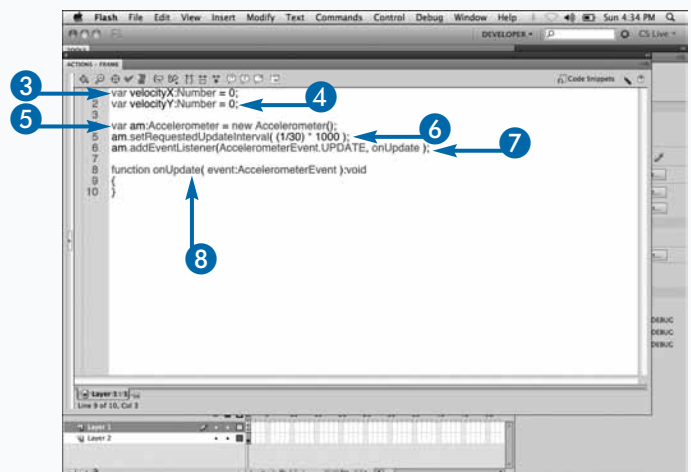 Flash File Edit View Insert Modify Text Commands Control Debug Window Help Sun 4:34 PM
DEVELOPER CS Live
TOOLS
ACTIONS - FRAME
Code Snippets
3 var velocityX:Number = 0;
2 var velocityY:Number = 0; 4
3
5 var am:Accelerometer = new Accelerometer();
5 am.setRequestedUpdateInterval( (1/30) * 1000 ); 6
6 am.addEventListener(AccelerometerEvent.UPDATE, onUpdate ); 7
7
8 function onUpdate( event:AccelerometerEvent ):void
9 {
10 }
8
DEBUG
DEBUG
DEBUG
Layer 1 : 1
Line 9 of 10, Col 3
Layer 1
Layer 2